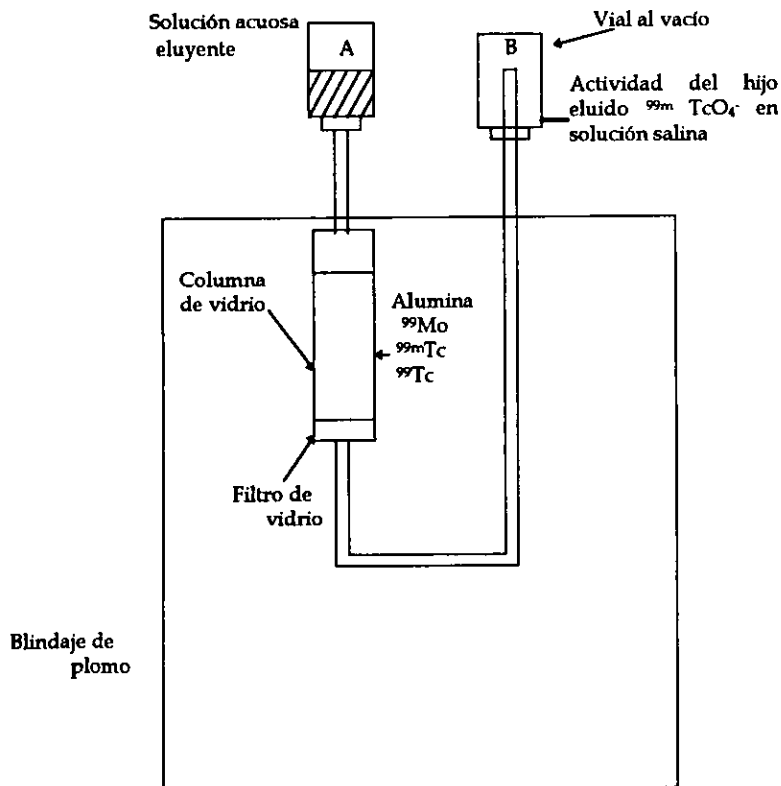 Solución acuosa
eluyente
A
B
Vial al vacío
Actividad del hijo
eluido ⁹⁹ᵐ TcO₄⁻ en
solución salina
Columna
de vidrio
Alumina
⁹⁹Mo
⁹⁹ᵐTc
⁹⁹Tc
Filtro de
vidrio
Blindaje de
plomo